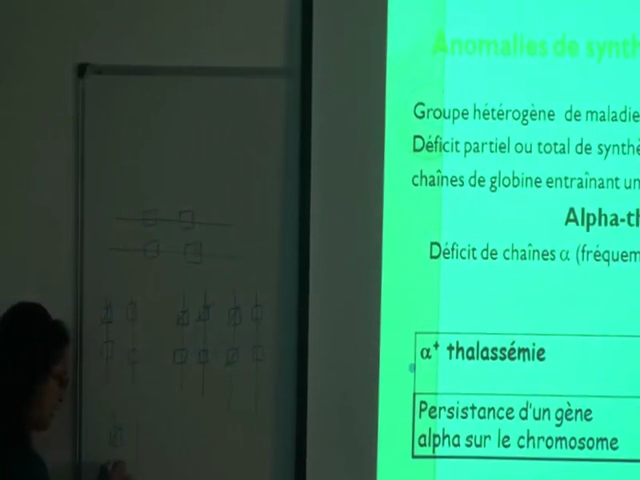 Anomalies de synth
Groupe hétérogène de maladie
Déficit partiel ou total de synthè
chaînes de globine entraînant un
Alpha-th
Déficit de chaînes α (fréquem
α⁺ thalassémie
Persistance d'un gène
alpha sur le chromosome